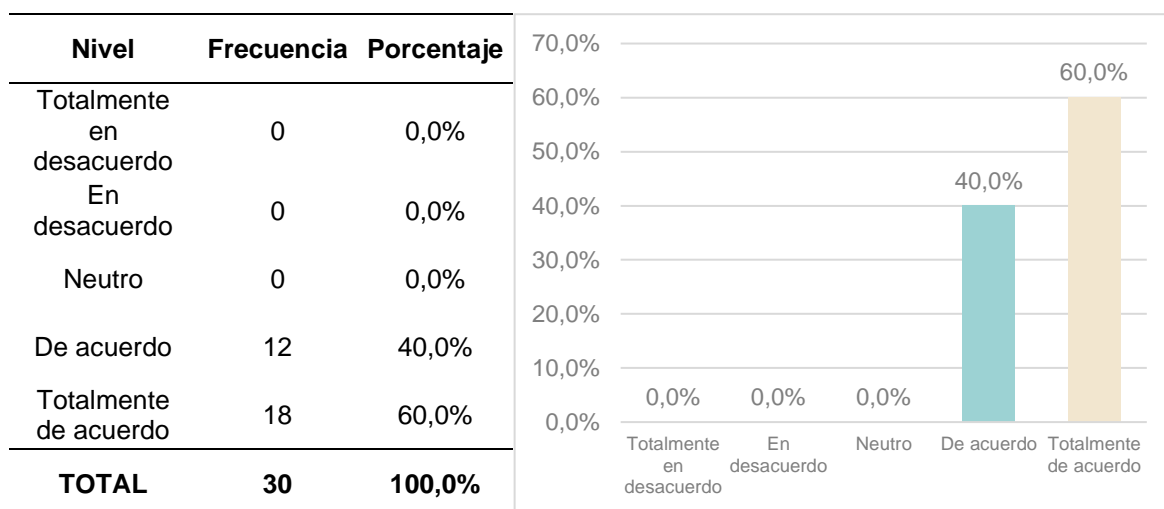 Nivel Frecuencia Porcentaje
Totalmente
en
desacuerdo
0 0,0%
En
desacuerdo
0 0,0%
Neutro 0 0,0%
De acuerdo 12 40,0%
Totalmente
de acuerdo
18 60,0%
TOTAL 30 100,0%
70,0%
60,0%
50,0%
40,0%
30,0%
20,0%
10,0%
0,0%
0,0% 0,0% 0,0% 40,0% 60,0%
Totalmente
en
desacuerdo
En
desacuerdo
Neutro
De acuerdo
Totalmente
de acuerdo